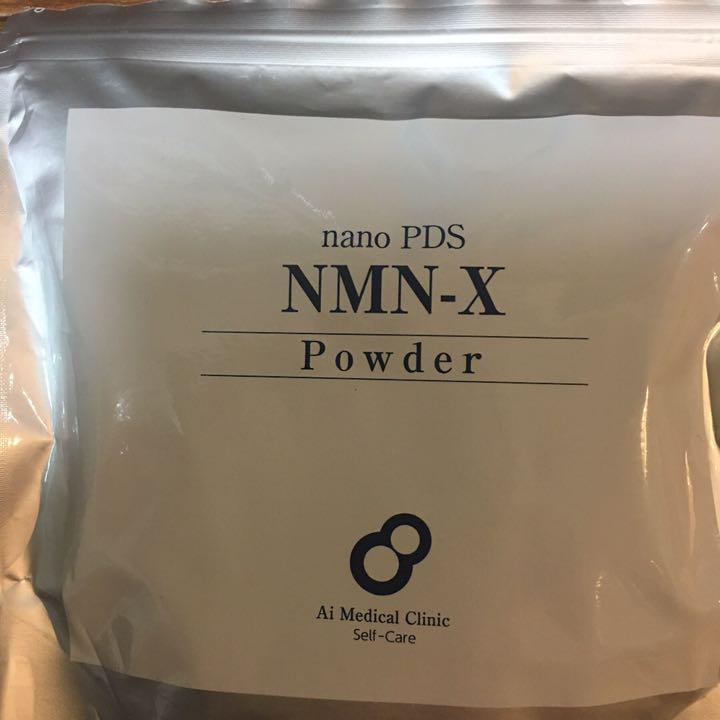 nano PDS
NMN-X
Powder
Ai Medical Clinic
Self-Care